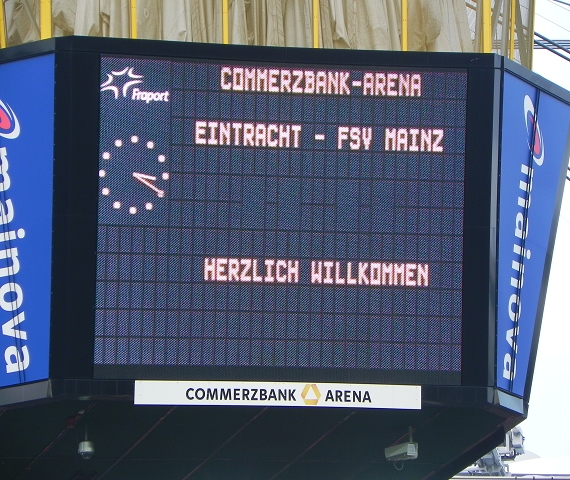 Fraport
COMMERZBANK-ARENA
EINTRACHT - FSV MAINZ
HERZLICH WILLKOMMEN
COMMERZBANK ARENA
mainova
mainova